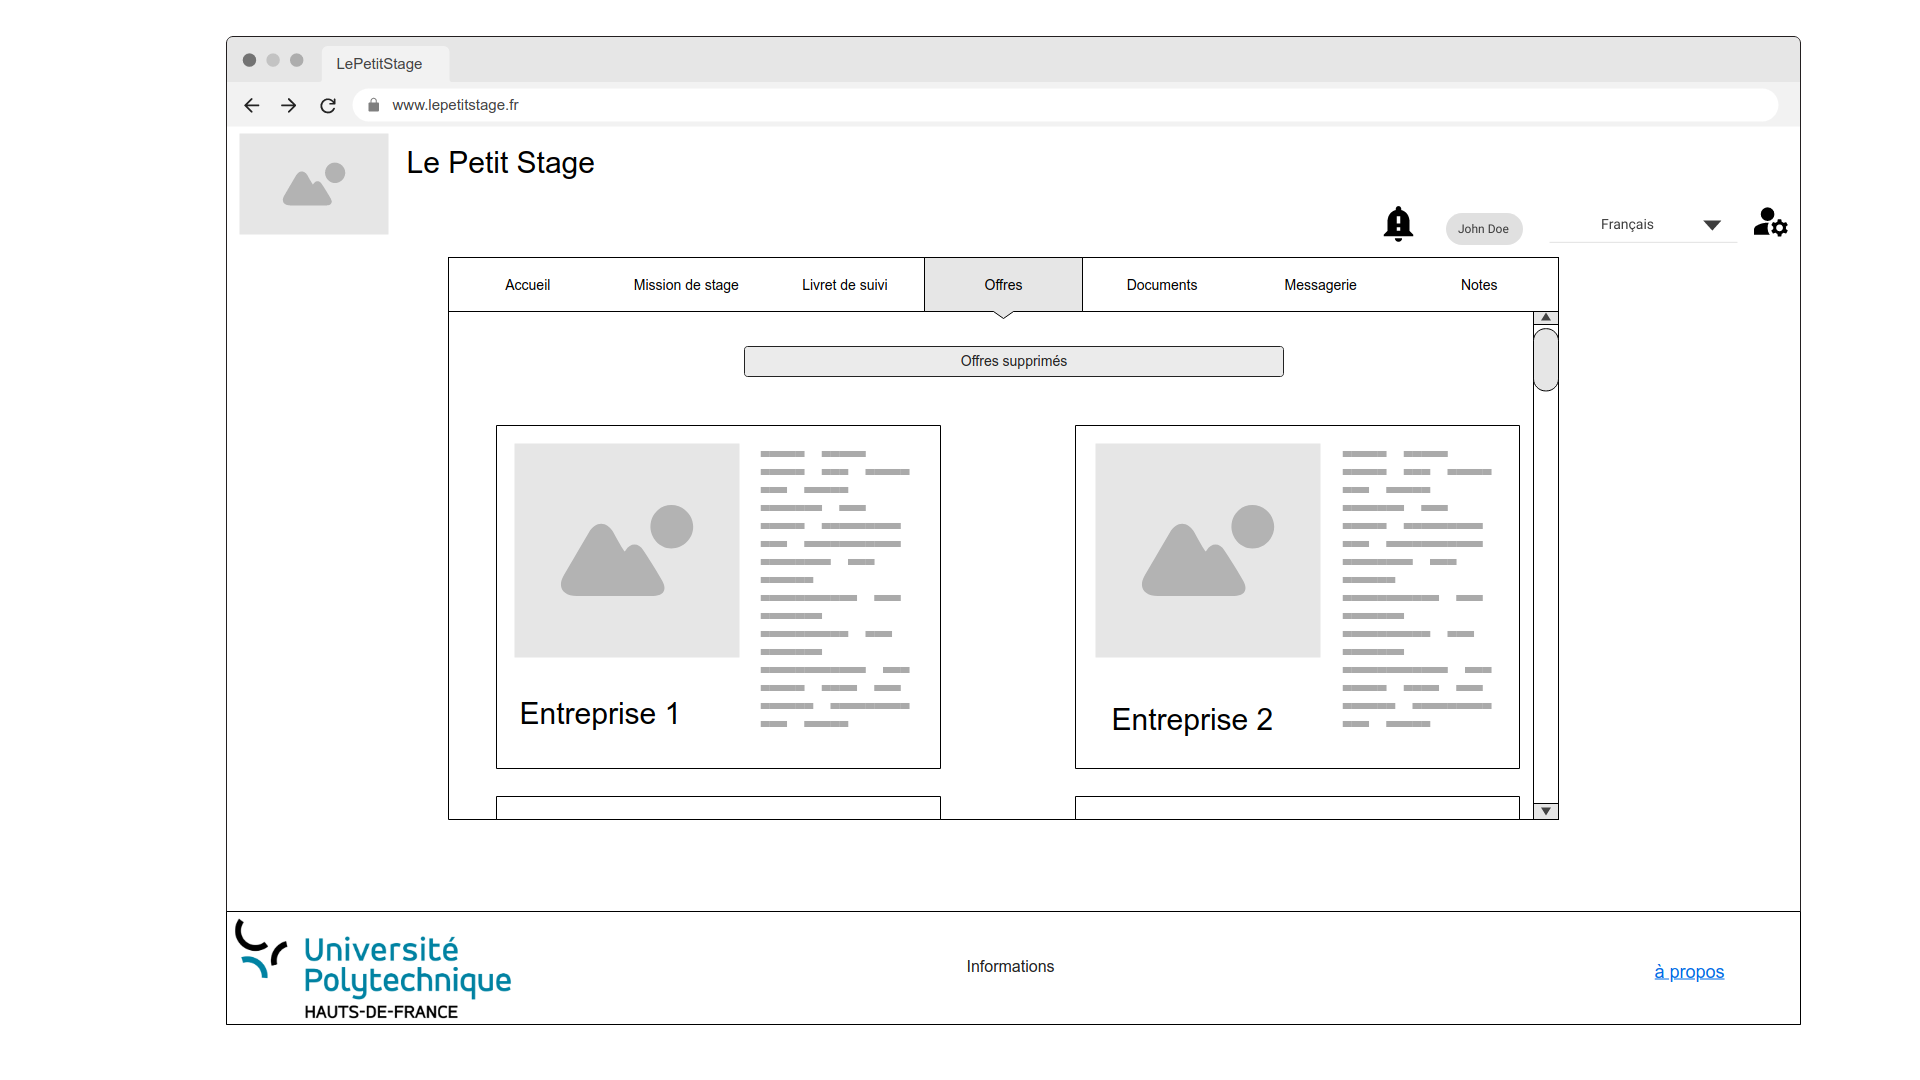 LePetitStage
www.lepetitstage.fr
Le Petit Stage
John Doe
Français
Accueil
Mission de stage
Livret de suivi
Offres
Documents
Messagerie
Notes
Offres supprimés
Entreprise 1
Entreprise 2
Université
Polytechnique
HAUTS-DE-FRANCE
Informations
à propos